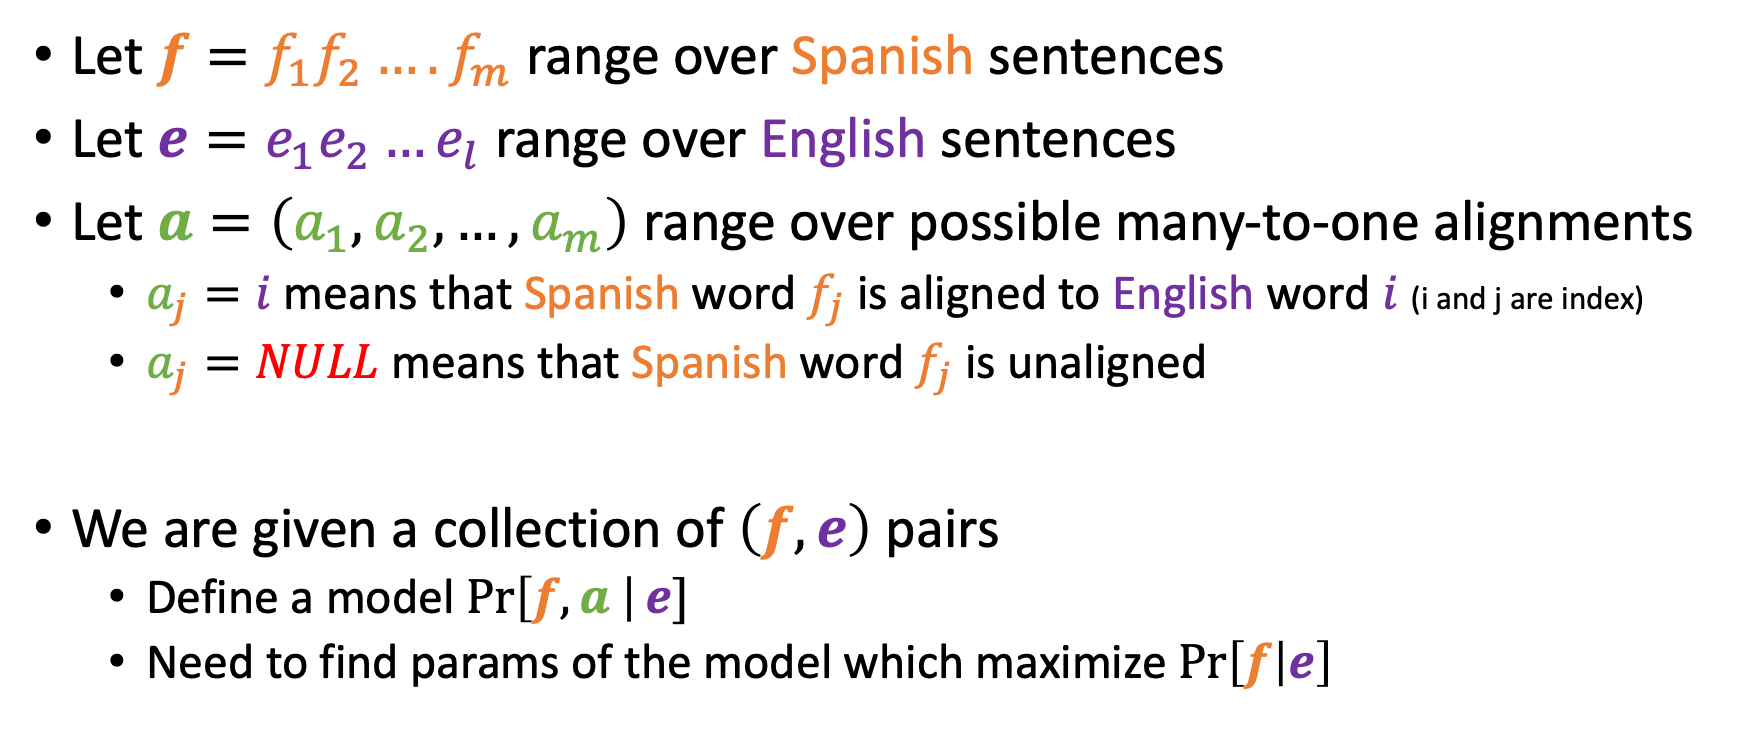 • Let f = f₁f₂ ... . fₘ range over Spanish sentences
• Let e = e₁e₂ ... eₗ range over English sentences
• Let a = (a₁, a₂, ..., aₘ) range over possible many-to-one alignments
• aⱼ = i means that Spanish word fⱼ is aligned to English word i (i and j are index)
• aⱼ = NULL means that Spanish word fⱼ is unaligned
• We are given a collection of (f, e) pairs
• Define a model Pr[f, a | e]
• Need to find params of the model which maximize Pr[f|e]